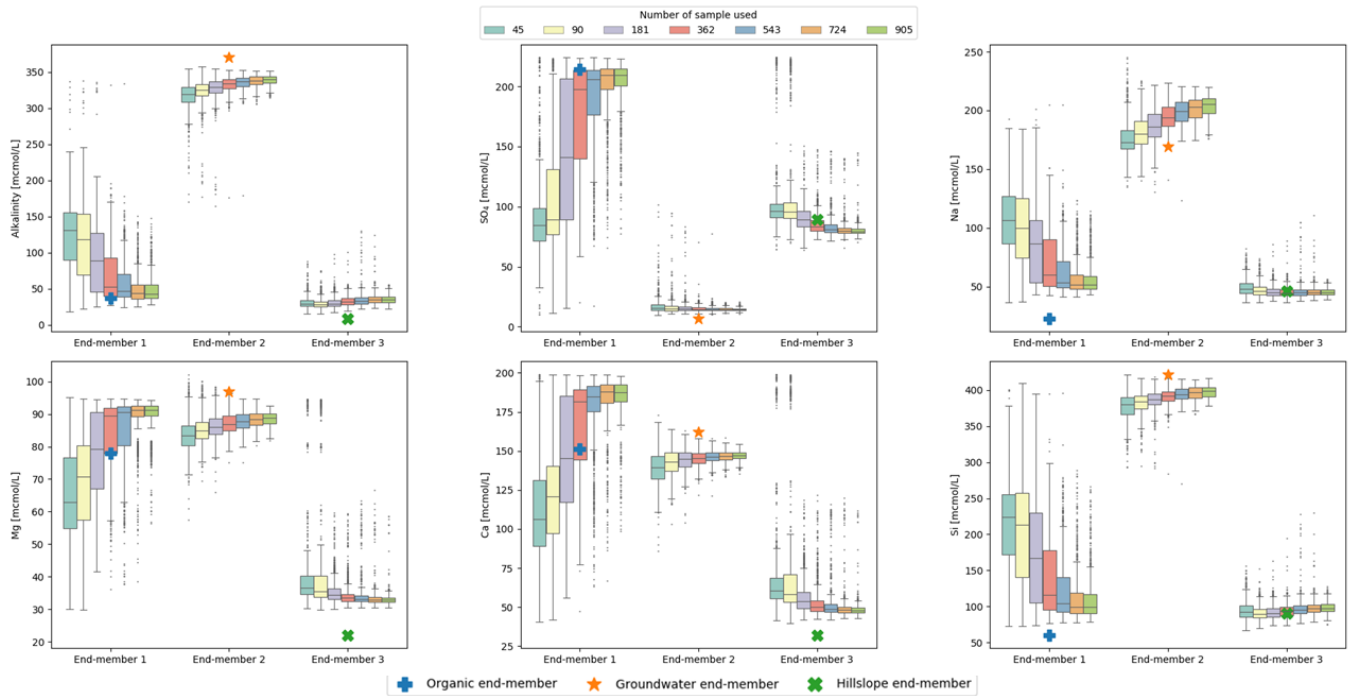 Number of sample used
45 90 181 362 543 724 905
Alkalinity [mcmol/L]
350
300
250
200
150
100
50
0
End-member 1 End-member 2 End-member 3
SO4 [mcmol/L]
200
150
100
50
0
End-member 1 End-member 2 End-member 3
Na [mcmol/L]
250
200
150
100
50
End-member 1 End-member 2 End-member 3
Mg [mcmol/L]
100
90
80
70
60
50
40
30
20
End-member 1 End-member 2 End-member 3
Ca [mcmol/L]
200
175
150
125
100
75
50
25
End-member 1 End-member 2 End-member 3
Si [mcmol/L]
400
350
300
250
200
150
100
50
End-member 1 End-member 2 End-member 3
Organic end-member Groundwater end-member Hillslope end-member